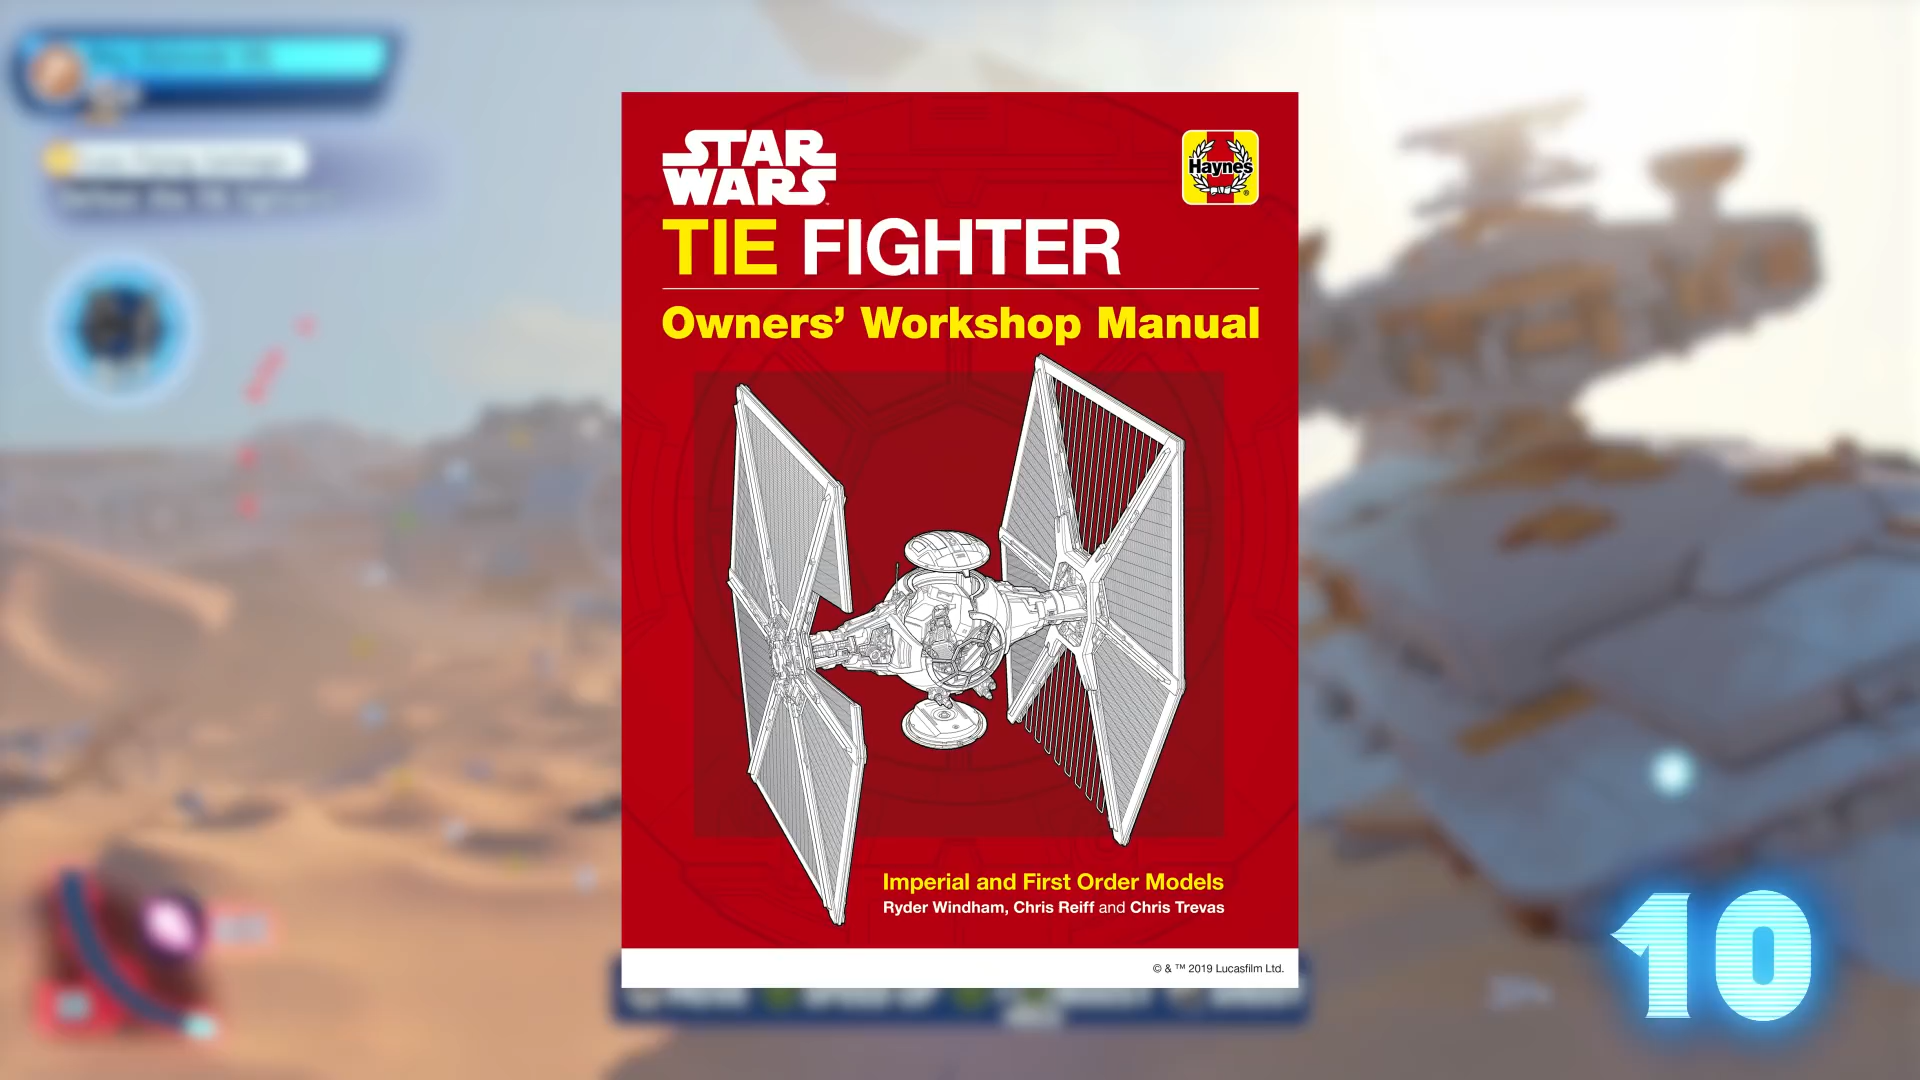 STAR
WARS
Haynes
TIE FIGHTER
Owners' Workshop Manual
Imperial and First Order Models
Ryder Windham, Chris Reiff and Chris Trevas
© & ™ 2019 Lucasfilm Ltd.
10